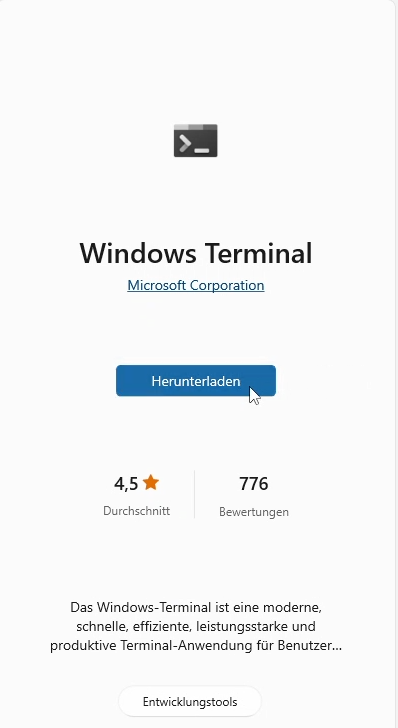 Windows Terminal
Microsoft Corporation
Herunterladen
4,5
Durchschnitt
776
Bewertungen
Das Windows-Terminal ist eine moderne,
schnelle, effiziente, leistungsstarke und
produktive Terminal-Anwendung für Benutzer...
Entwicklungstools